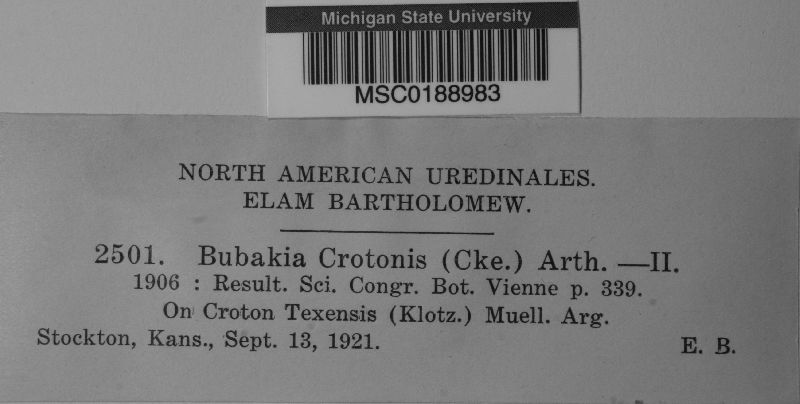 Michigan State University
MSC0188983
NORTH AMERICAN UREDINALES.
ELAM BARTHOLOMEW.
2501. Bubakia Crotonis (Cke.) Arth. —II.
1906 : Result. Sci. Congr. Bot. Vienne p. 339.
On Croton Texensis (Klotz.) Muell. Arg.
Stockton, Kans., Sept. 13, 1921. E. B.